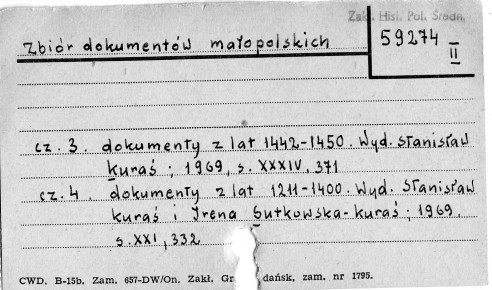 Zakł. Hist. Pol. Średn.
Zbiór dokumentów małopolskich
59274
II
cz. 3. dokumenty z lat 1442-1450. Wyd. Stanisław
Kuraś; 1969, s. XXXIV, 371
cz. 4. dokumenty z lat 1211-1400. Wyd. Stanisław
Kuraś i Irena Sułkowska-Kuraś; 1969.
s. XXI, 332
CWD. B-15b. Zam. 657-DW/On. Zakł. Gr dańsk, zam. nr 1795.